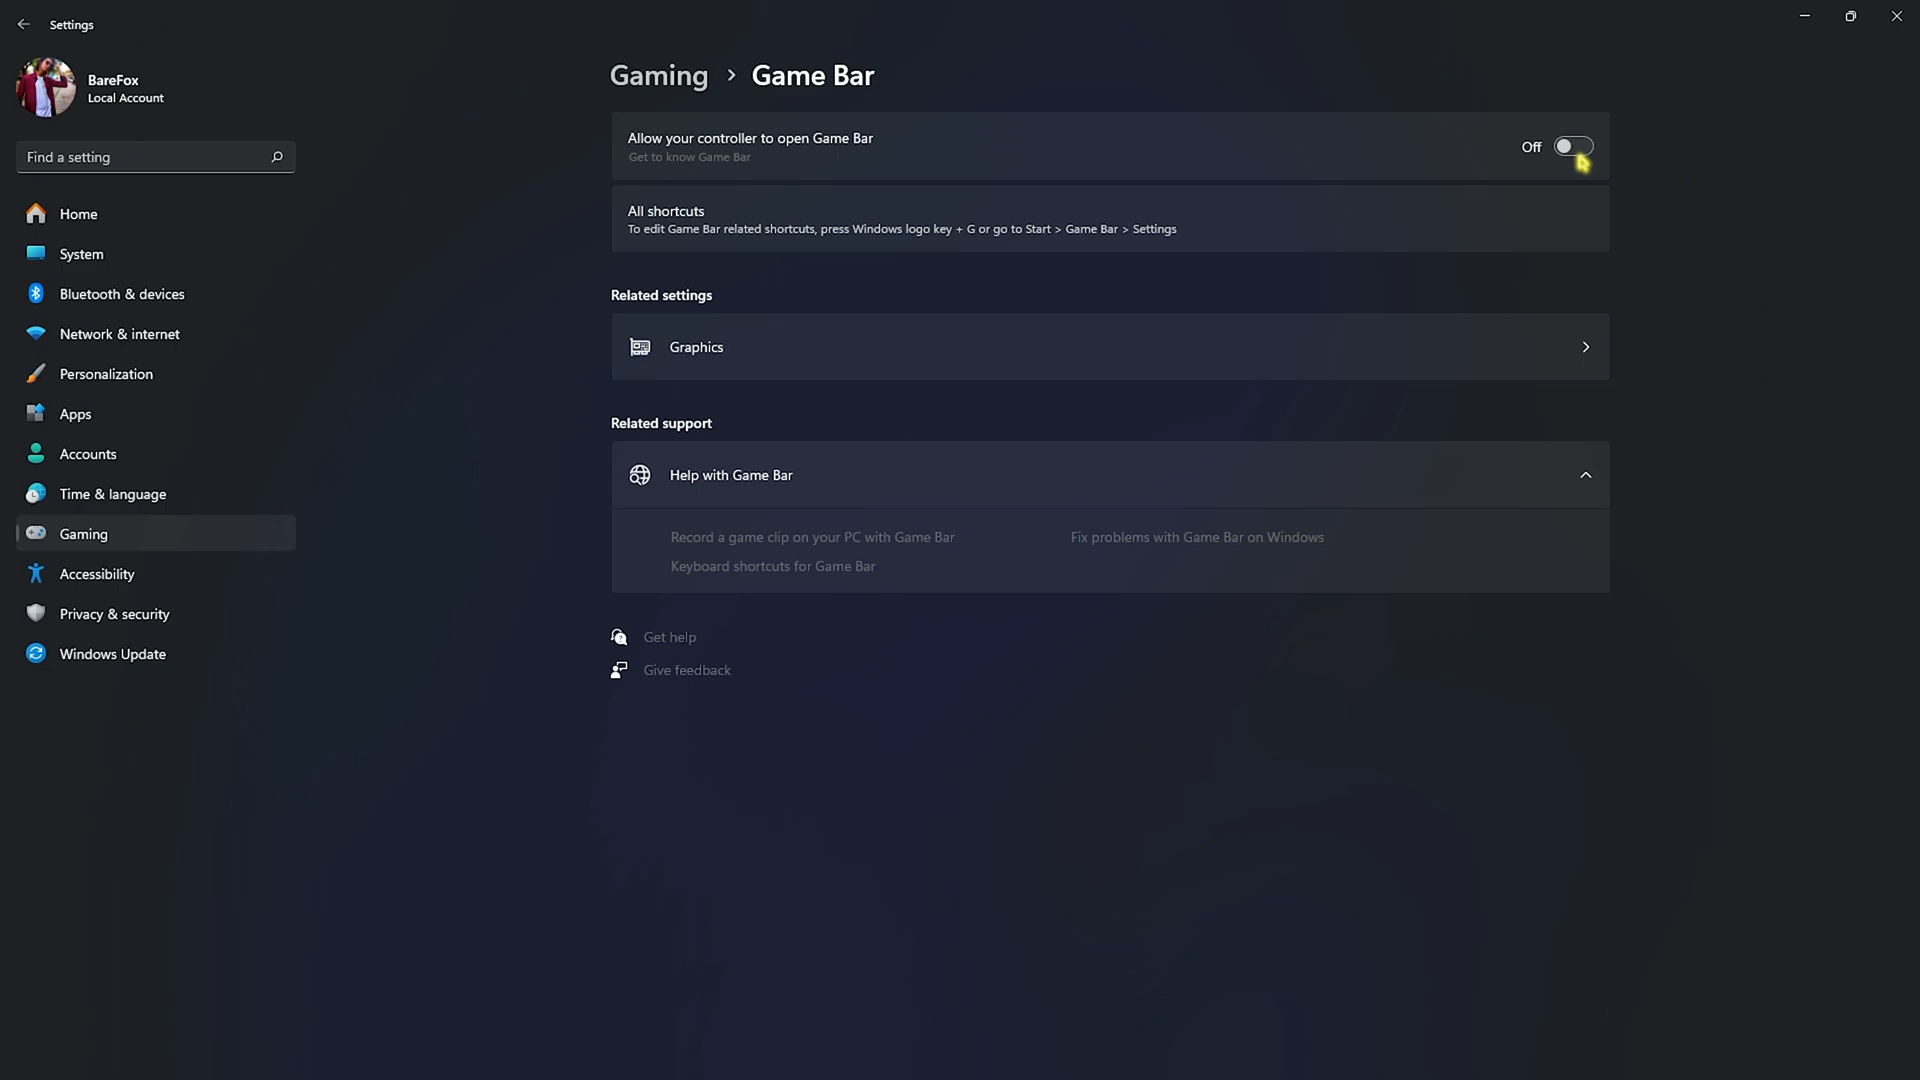 Settings
BareFox
Local Account
Find a setting
Home
System
Bluetooth & devices
Network & internet
Personalization
Apps
Accounts
Time & language
Gaming
Accessibility
Privacy & security
Windows Update
Gaming > Game Bar
Allow your controller to open Game Bar
Get to know Game Bar
Off
All shortcuts
To edit Game Bar related shortcuts, press Windows logo key + G or go to Start > Game Bar > Settings
Related settings
Graphics
Related support
Help with Game Bar
Record a game clip on your PC with Game Bar
Fix problems with Game Bar on Windows
Keyboard shortcuts for Game Bar
Get help
Give feedback